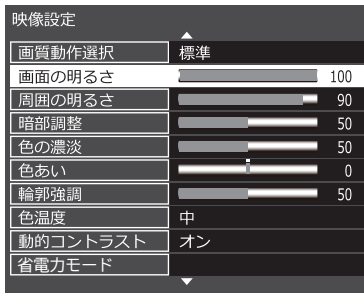 映像設定
画質動作選択 標準
画面の明るさ 100
周囲の明るさ 90
暗部調整 50
色の濃淡 50
色あい 0
輪郭強調 50
色温度 中
動的コントラスト オン
省電力モード